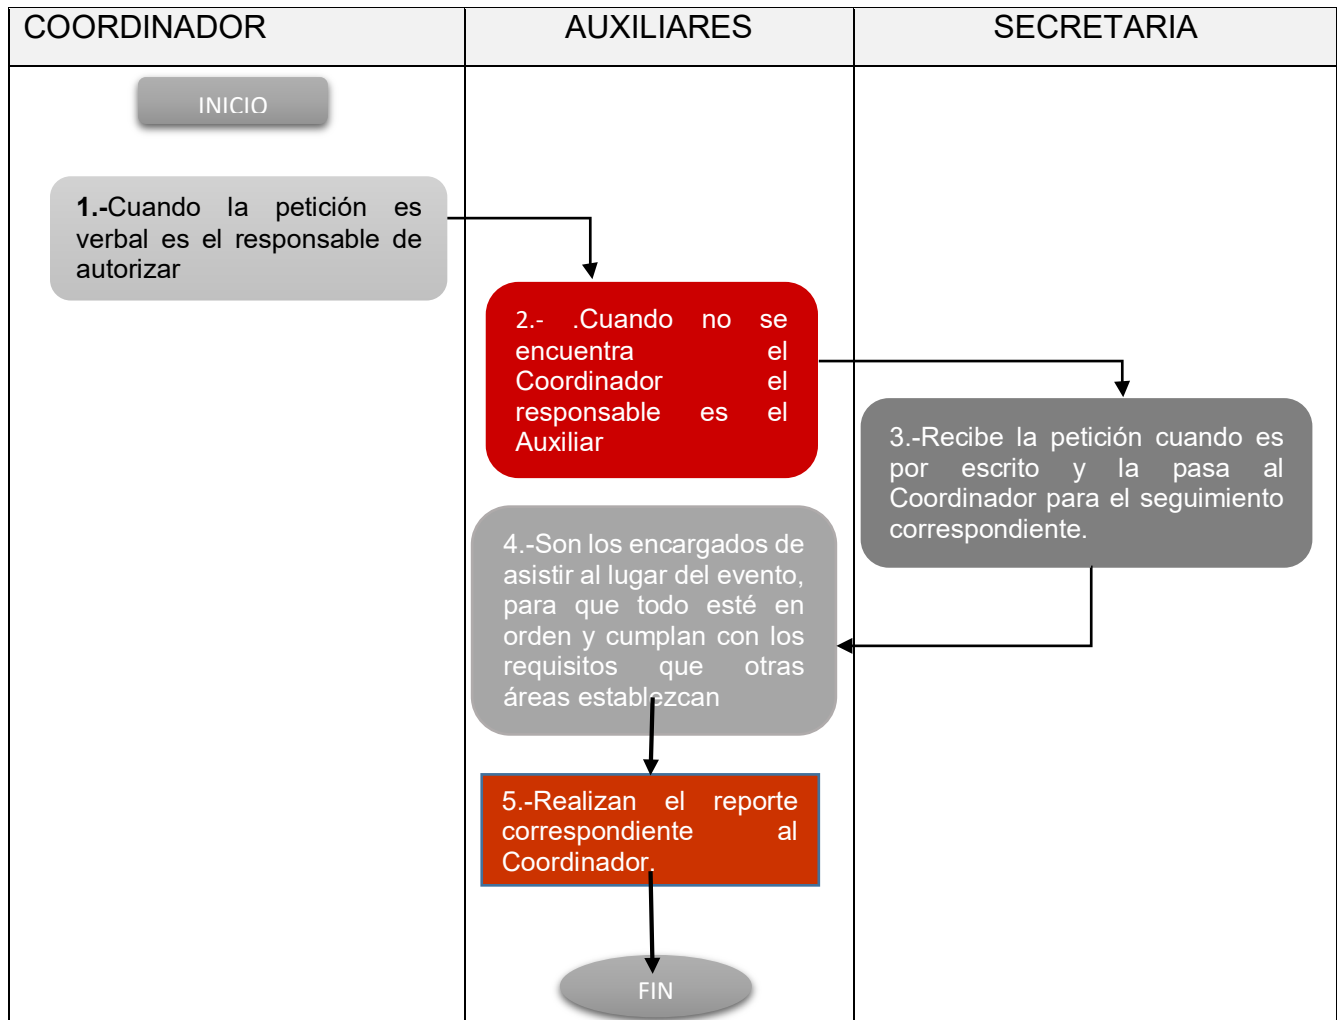 COORDINADOR
AUXILIARES
SECRETARIA
INICIO
1.-Cuando la petición es
verbal es el responsable de
autorizar
2.- .Cuando no se
encuentra el
Coordinador el
responsable es el
Auxiliar
3.-Recibe la petición cuando es
por escrito y la pasa al
Coordinador para el seguimiento
correspondiente.
4.-Son los encargados de
asistir al lugar del evento,
para que todo esté en
orden y cumplan con los
requisitos que otras
áreas establezcan
5.-Realizan el reporte
correspondiente al
Coordinador.
FIN